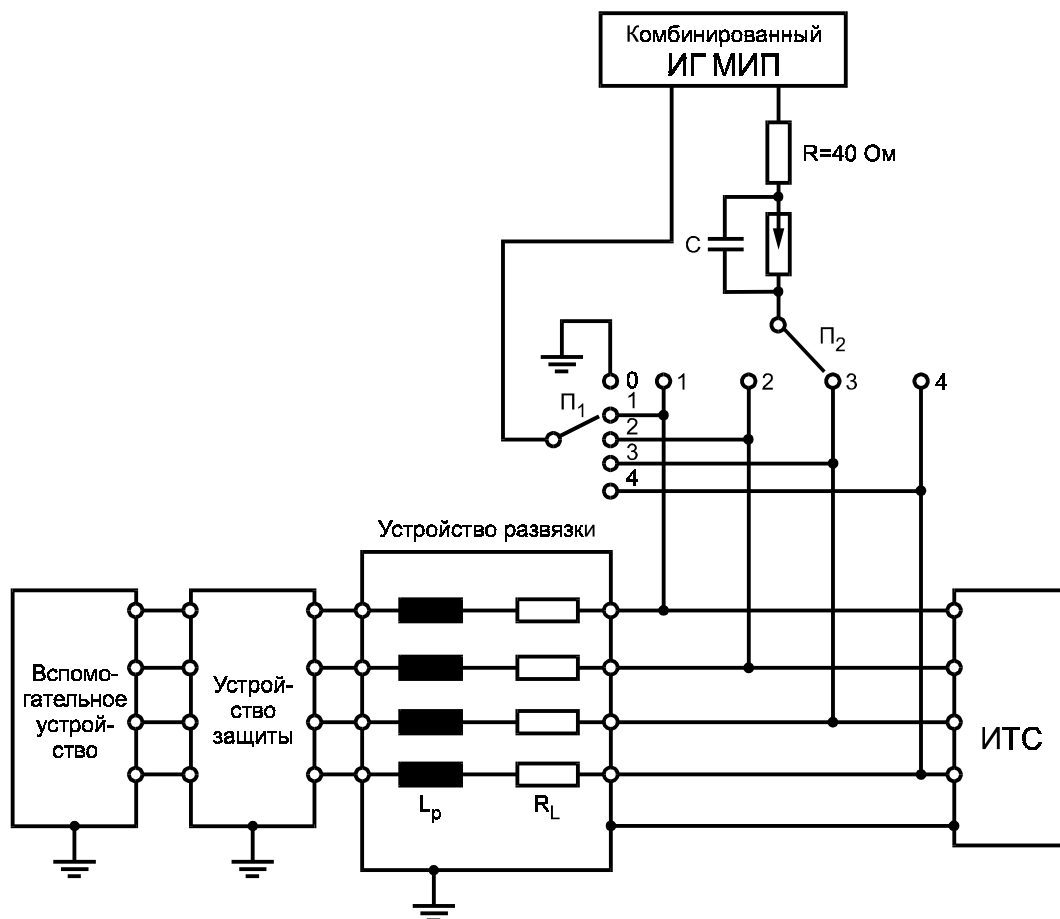 Комбинированный
ИГ МИП
R=40 Ом
С
П2
0
1
2
3
4
П1
1
2
3
4
Устройство развязки
Вспомо-
гательное
устрой-
ство
Устрой-
ство
защиты
Lр
RL
ИТС